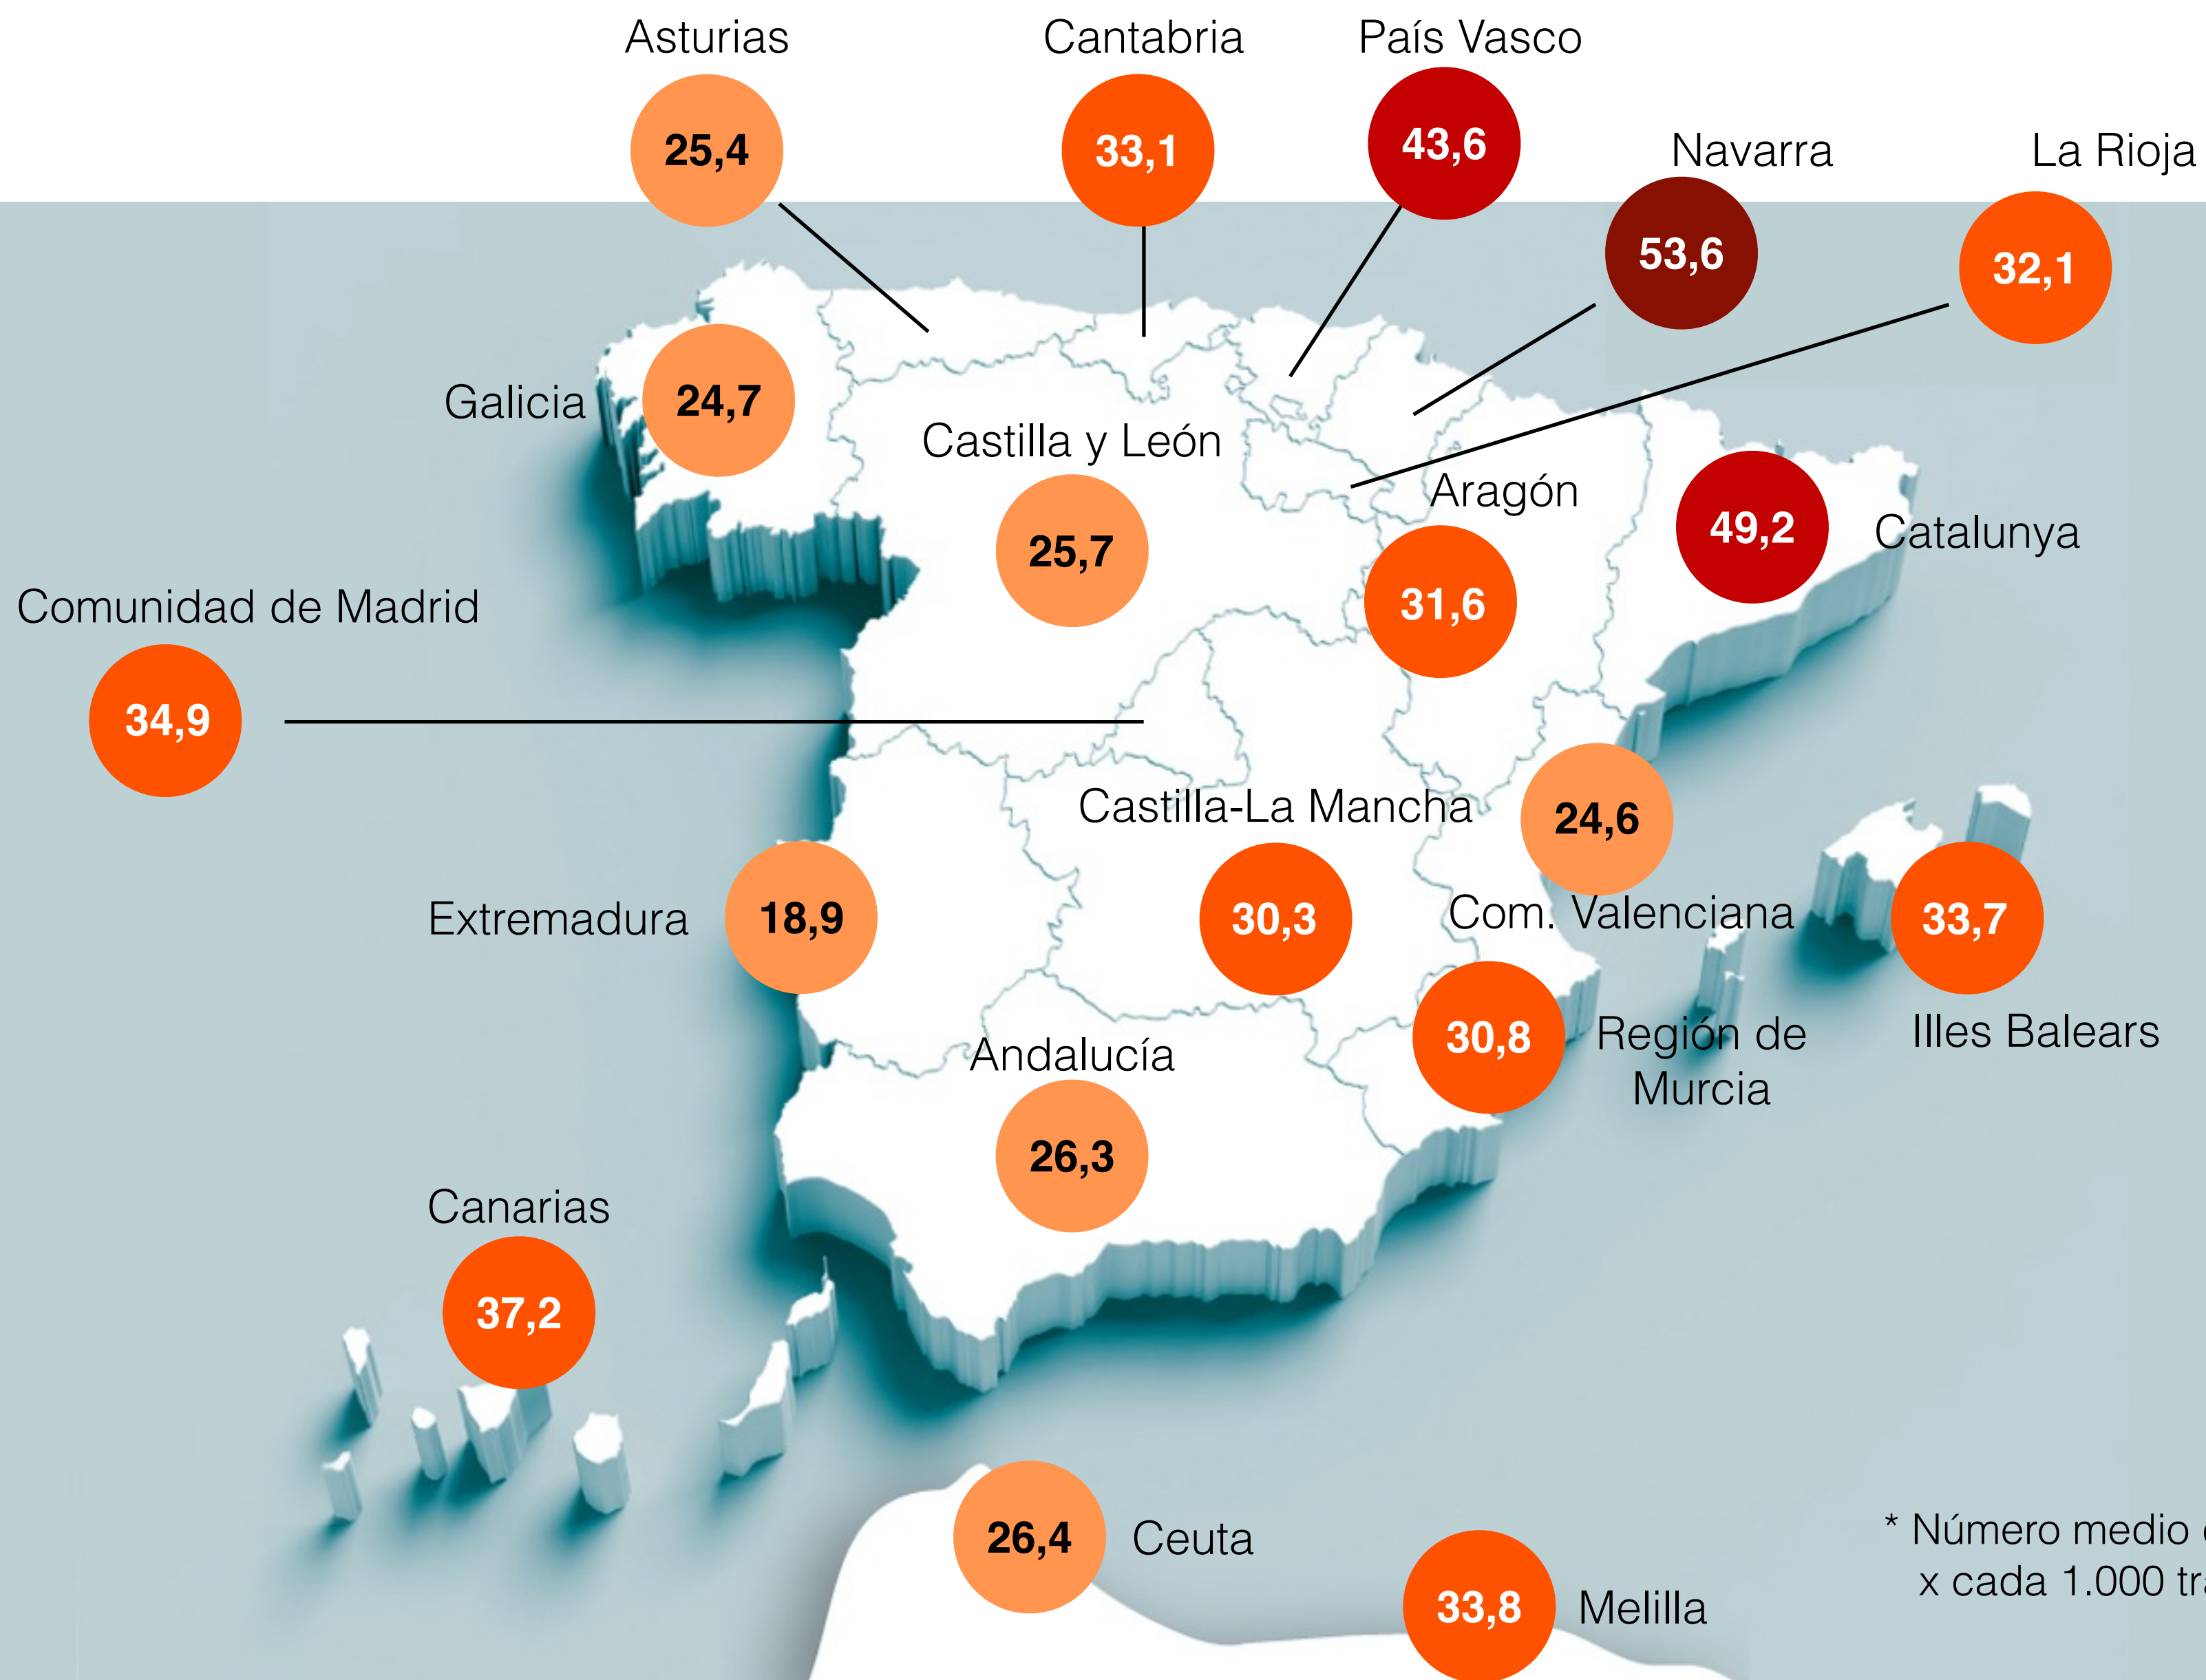 Asturias
25,4
Cantabria
33,1
País Vasco
43,6
Navarra
53,6
La Rioja
32,1
Galicia
24,7
Castilla y León
25,7
Aragón
31,6
49,2
Catalunya
Comunidad de Madrid
34,9
Castilla-La Mancha
30,3
24,6
Com. Valenciana
Extremadura
18,9
33,7
Illes Balears
30,8
Región de
Murcia
Andalucía
26,3
Canarias
37,2
26,4
Ceuta
33,8
Melilla
* Número medio
x cada 1.000